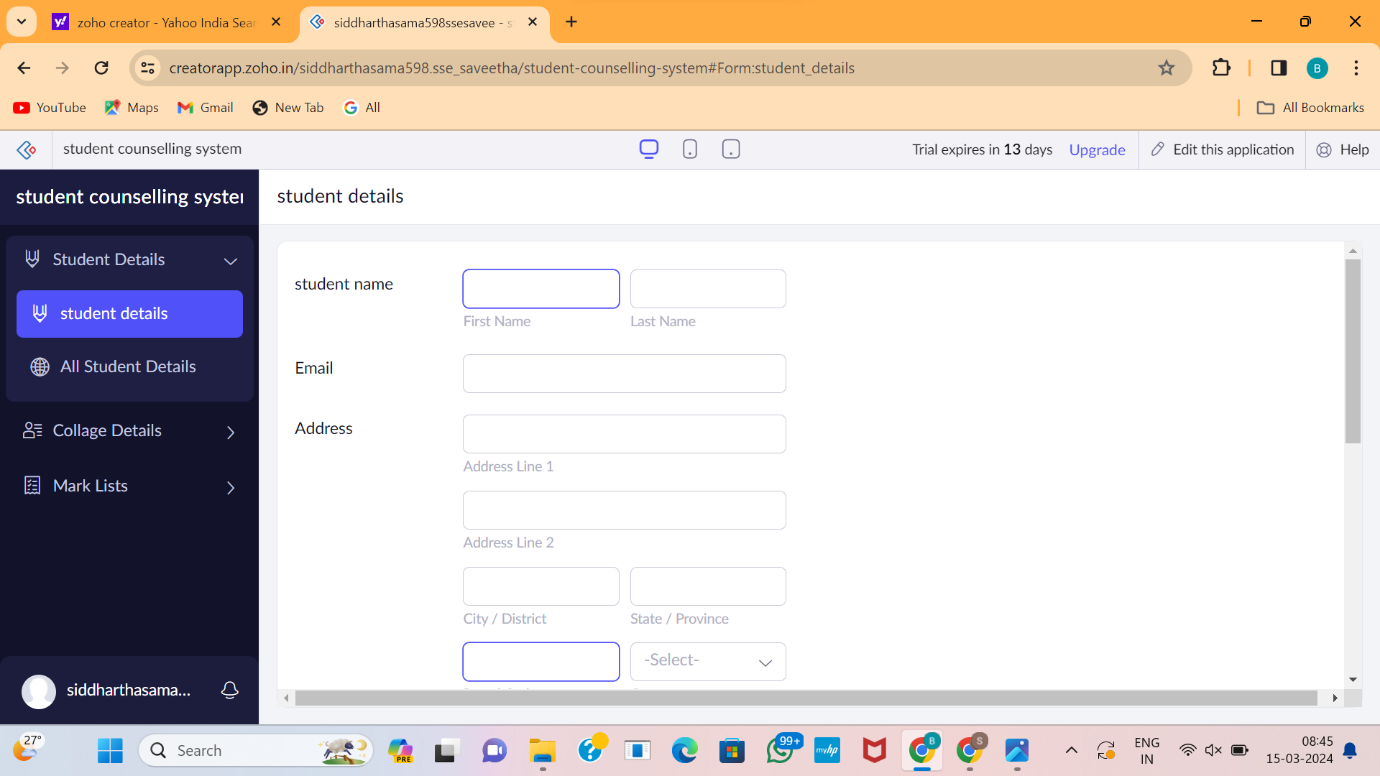 zoho creator - Yahoo India Sear
siddharthasama598ssesavee - s
creatorapp.zoho.in/siddharthasama598.sse_saveetha/student-counselling-system#Form:student_details
B
YouTube
Maps
Gmail
New Tab
All
All Bookmarks
student counselling system
Trial expires in 13 days
Upgrade
Edit this application
Help
student counselling syster
student details
Student Details
student details
All Student Details
Collage Details
Mark Lists
student name
First Name
Last Name
Email
Address
Address Line 1
Address Line 2
City / District
State / Province
-Select-
siddharthasama...
27°
Search
PRE
99+
myhp
B
S
ENG
IN
08:45
15-03-2024